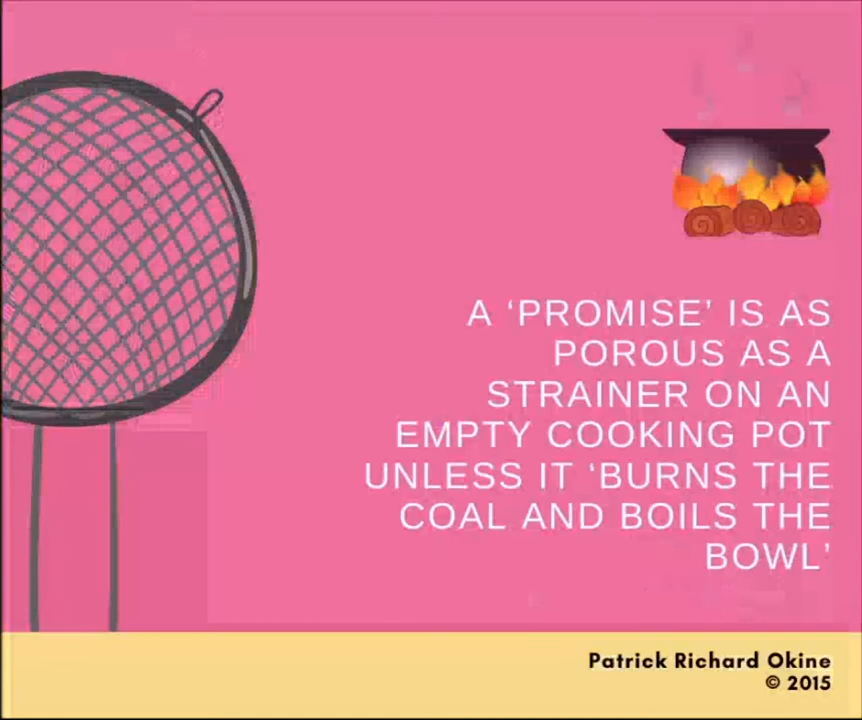 A ‘PROMISE’ IS AS
POROUS AS A
STRAINER ON AN
EMPTY COOKING POT
UNLESS IT ‘BURNS THE
COAL AND BOILS THE
BOWL’
Patrick Richard Okine
© 2015